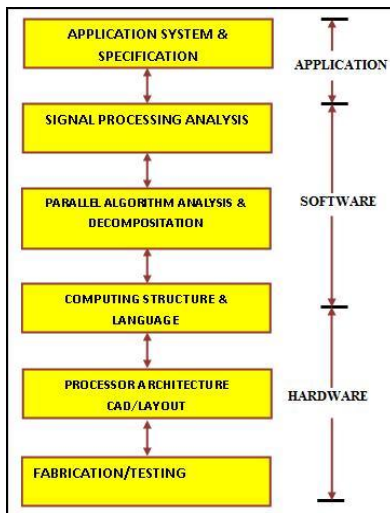 APPLICATION SYSTEM &
SPECIFICATION
APPLICATION
SIGNAL PROCESSING ANALYSIS
PARALLEL ALGORITHM ANALYSIS &
DECOMPOSITATION
SOFTWARE
COMPUTING STRUCTURE &
LANGUAGE
PROCESSOR ARCHITECTURE
CAD/LAYOUT
HARDWARE
FABRICATION/TESTING